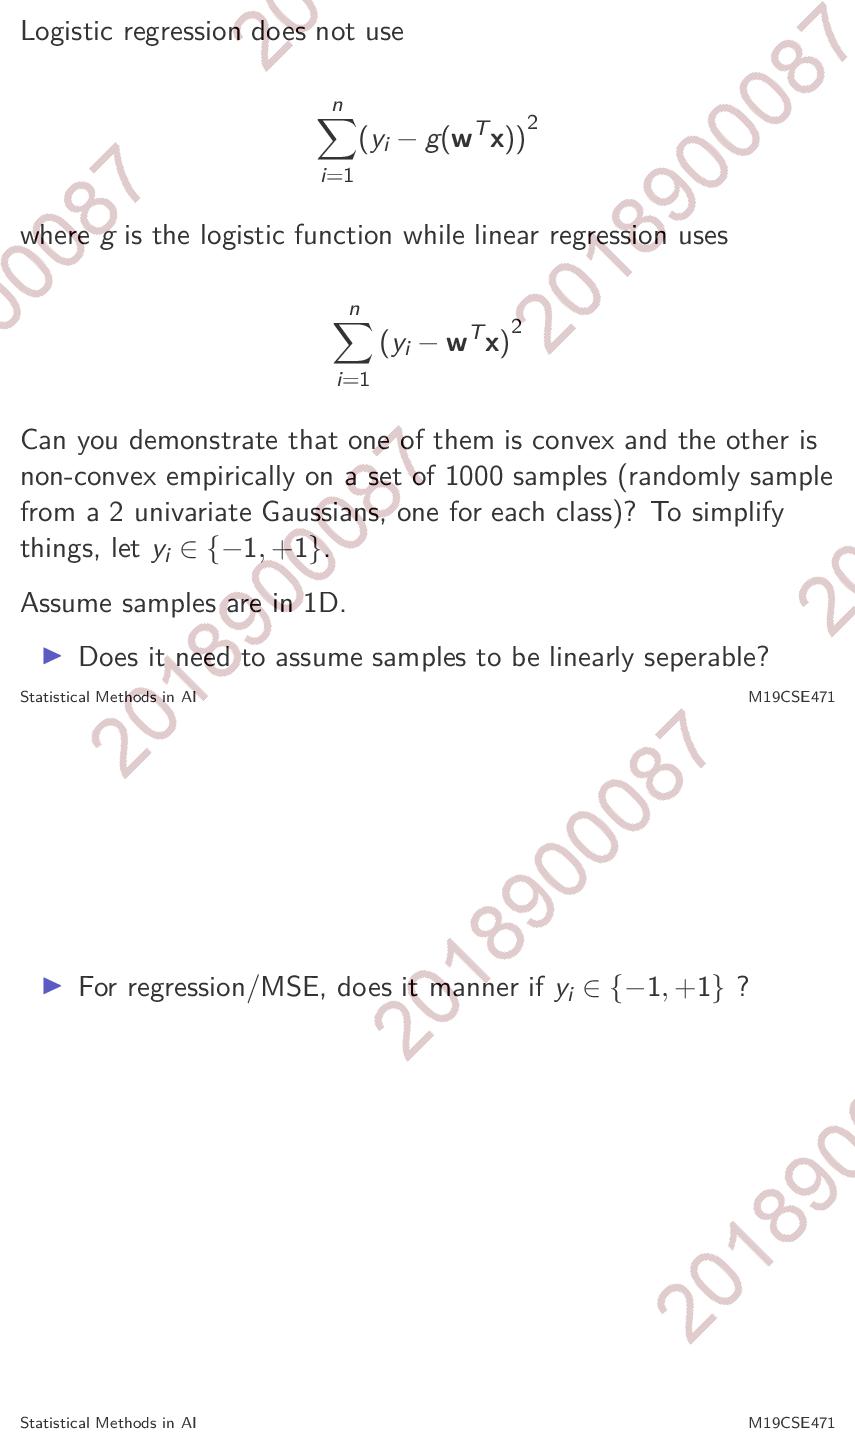 Logistic regression does not use
\sum_{i=1}^{n} (y_i − g(\mathbf{w}^T \mathbf{x}))^2
where g is the logistic function while linear regression uses
\sum_{i=1}^{n} (y_i − \mathbf{w}^T \mathbf{x})^2
Can you demonstrate that one of them is convex and the other is
non-convex empirically on a set of 1000 samples (randomly sample
from a 2 univariate Gaussians, one for each class)? To simplify
things, let y_i ∈ {−1, +1}.
Assume samples are in 1D.
▶ Does it need to assume samples to be linearly seperable?
Statistical Methods in AI M19CSE471
▶ For regression/MSE, does it manner if y_i ∈ {−1, +1} ?
Statistical Methods in AI M19CSE471
20
2018900087
00087
2018900087
20
2018900087
201890